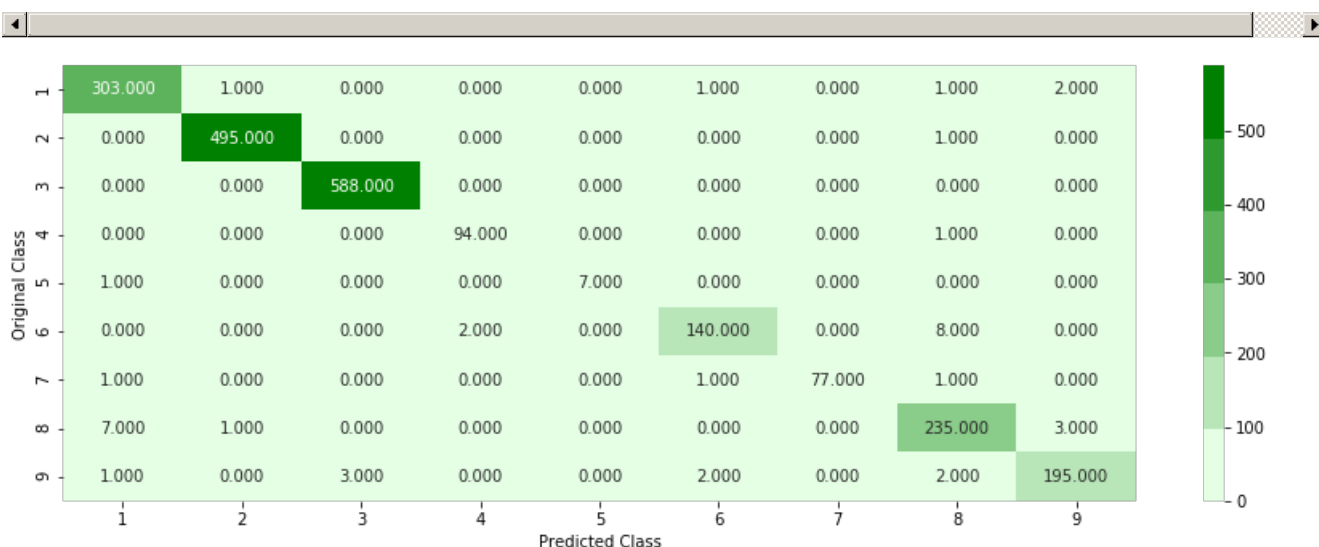 1 303.000 1.000 0.000 0.000 0.000 1.000 0.000 1.000 2.000
2 0.000 495.000 0.000 0.000 0.000 0.000 0.000 1.000 0.000
3 0.000 0.000 588.000 0.000 0.000 0.000 0.000 0.000 0.000
4 0.000 0.000 0.000 94.000 0.000 0.000 0.000 1.000 0.000
5 1.000 0.000 0.000 0.000 7.000 0.000 0.000 0.000 0.000
6 0.000 0.000 0.000 2.000 0.000 140.000 0.000 8.000 0.000
7 1.000 0.000 0.000 0.000 0.000 1.000 77.000 1.000 0.000
8 7.000 1.000 0.000 0.000 0.000 0.000 0.000 235.000 3.000
9 1.000 0.000 3.000 0.000 0.000 2.000 0.000 2.000 195.000
Original Class
1 2 3 4 5 6 7 8 9
Predicted Class
500
400
300
200
100
0